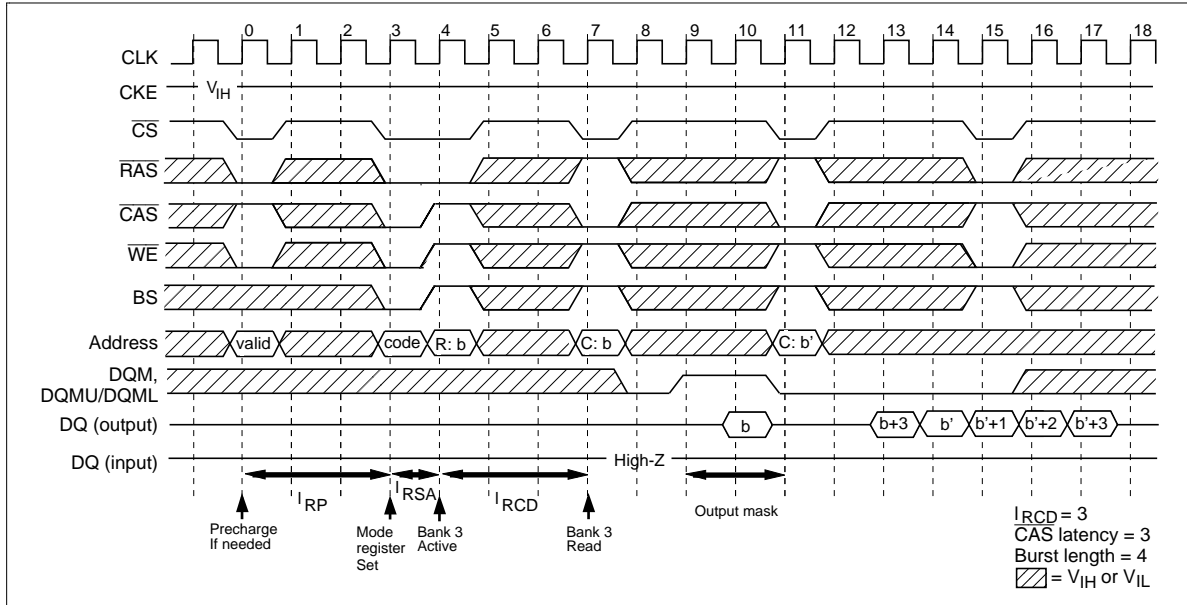 0 1 2 3 4 5 6 7 8 9 10 11 12 13 14 15 16 17 18
CLK
CKE VIH
CS
RAS
CAS
WE
BS
Address valid code R: b C: b C: b'
DQM,
DQMU/DQML
DQ (output) b b+3 b' b'+1 b'+2 b'+3
DQ (input) High-Z
lRP lRSA lRCD Output mask
Precharge
If needed
Mode
register
Set
Bank 3
Active
Bank 3
Read
lRCD = 3
CAS latency = 3
Burst length = 4
= VIH or VIL